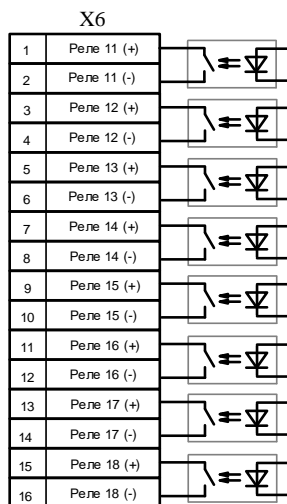 X6
1 Реле 11 (+)
2 Реле 11 (-)
3 Реле 12 (+)
4 Реле 12 (-)
5 Реле 13 (+)
6 Реле 13 (-)
7 Реле 14 (+)
8 Реле 14 (-)
9 Реле 15 (+)
10 Реле 15 (-)
11 Реле 16 (+)
12 Реле 16 (-)
13 Реле 17 (+)
14 Реле 17 (-)
15 Реле 18 (+)
16 Реле 18 (-)